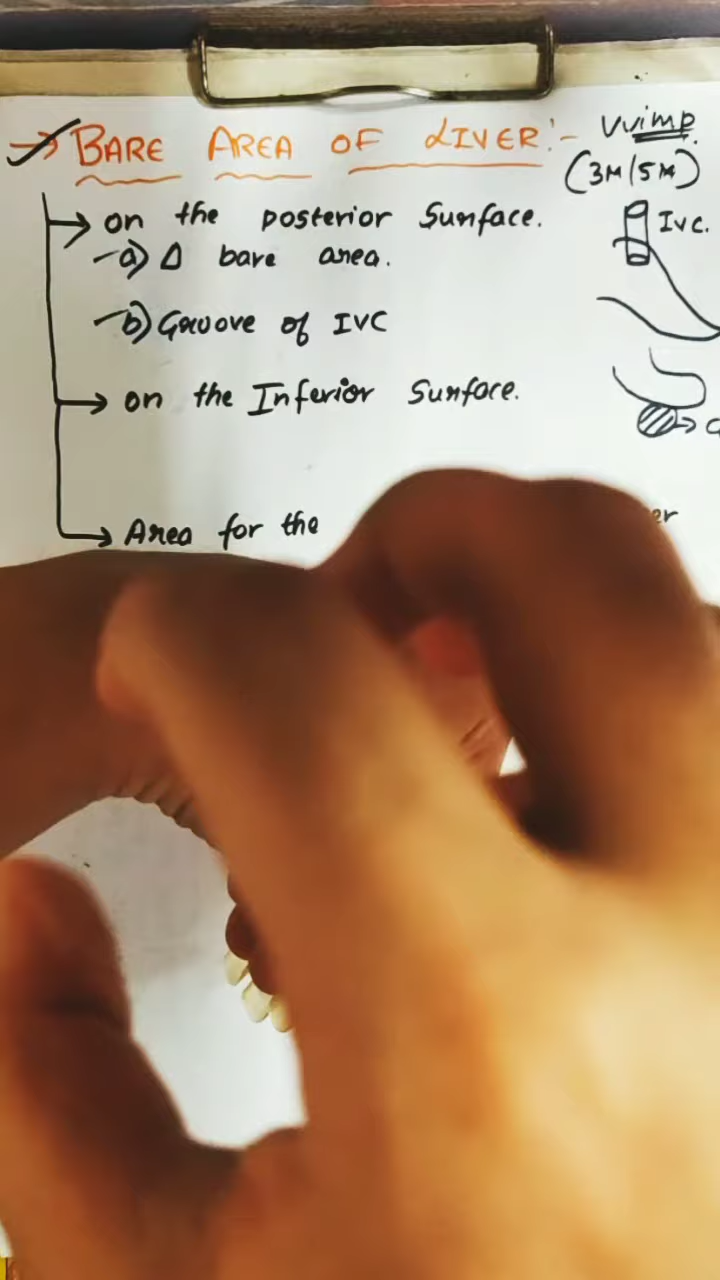 → BARE AREA OF LIVER:- VVimp.
(3M/5M)
→ on the posterior Surface.
a) Δ bare area.
b) Groove of IVC
IVC.
→ on the Inferior Surface.
→ Area for the